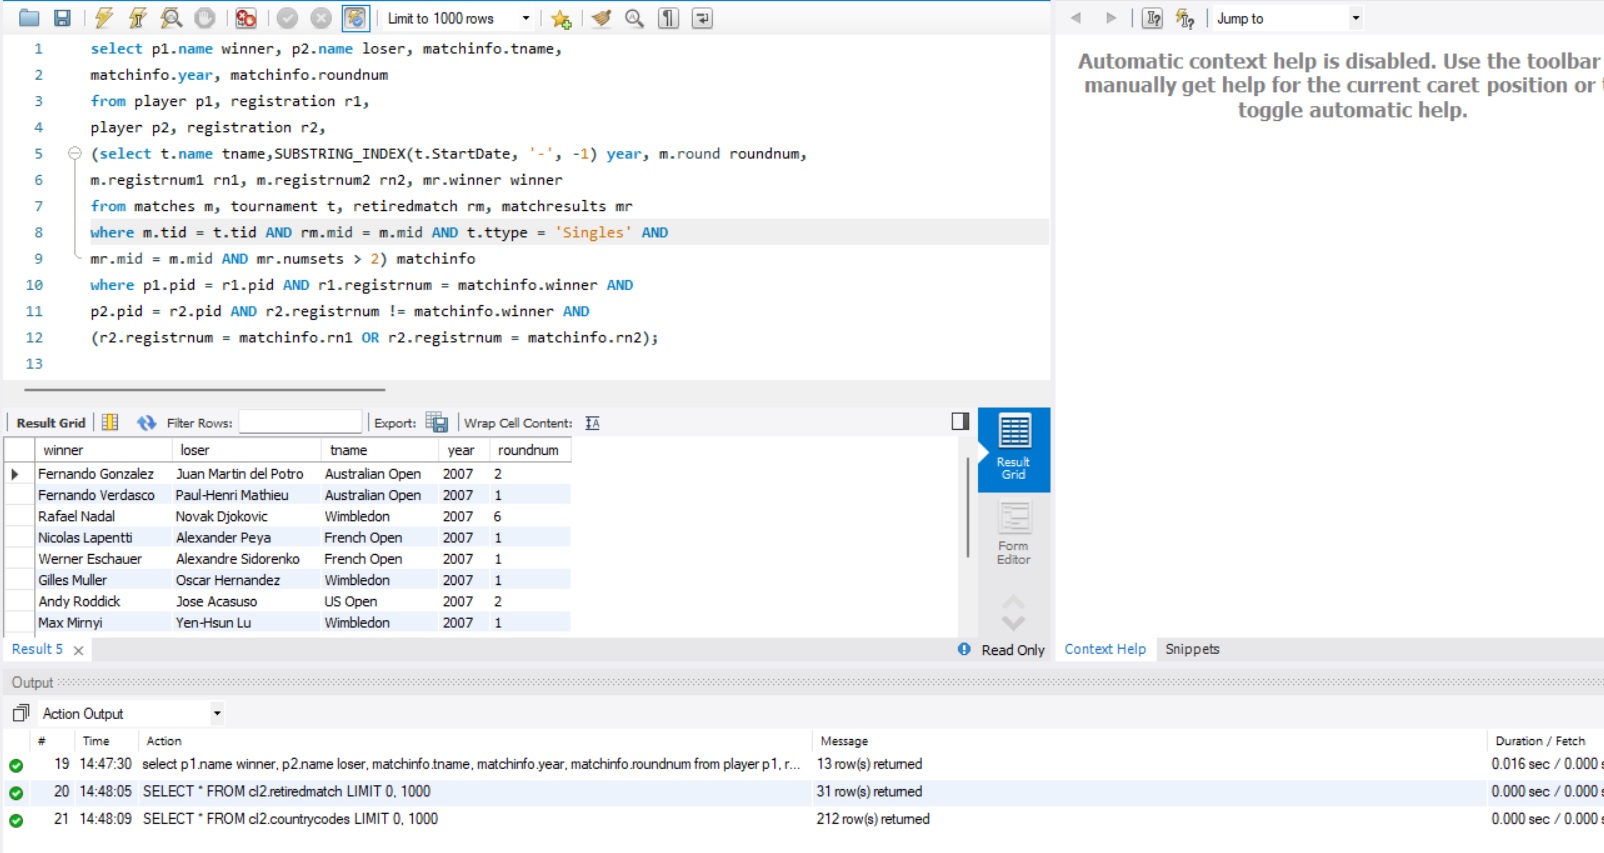 Limit to 1000 rows
Jump to
1 select p1.name winner, p2.name loser, matchinfo.tname,
2 matchinfo.year, matchinfo.roundnum
3 from player p1, registration r1,
4 player p2, registration r2,
5 (select t.name tname,SUBSTRING_INDEX(t.StartDate, '-', -1) year, m.round roundnum,
6 m.registrnum1 rn1, m.registrnum2 rn2, mr.winner winner
7 from matches m, tournament t, retiredmatch rm, matchresults mr
8 where m.tid = t.tid AND rm.mid = m.mid AND t.ttype = 'Singles' AND
9 mr.mid = m.mid AND mr.numsets > 2) matchinfo
10 where p1.pid = r1.pid AND r1.registrnum = matchinfo.winner AND
11 p2.pid = r2.pid AND r2.registrnum != matchinfo.winner AND
12 (r2.registrnum = matchinfo.rn1 OR r2.registrnum = matchinfo.rn2);
13
Automatic context help is disabled. Use the toolbar
manually get help for the current caret position or t
toggle automatic help.
Result Grid Filter Rows: Export: Wrap Cell Content:
winner loser tname year roundnum
Fernando Gonzalez Juan Martin del Potro Australian Open 2007 2
Fernando Verdasco Paul-Henri Mathieu Australian Open 2007 1
Rafael Nadal Novak Djokovic Wimbledon 2007 6
Nicolas Lapentti Alexander Peya French Open 2007 1
Werner Eschauer Alexandre Sidorenko French Open 2007 1
Gilles Muller Oscar Hernandez Wimbledon 2007 1
Andy Roddick Jose Acasuso US Open 2007 2
Max Mirnyi Yen-Hsun Lu Wimbledon 2007 1
Result
Grid
Form
Editor
Result 5
Read Only
Context Help Snippets
Output
Action Output
# Time Action Message Duration / Fetch
19 14:47:30 select p1.name winner, p2.name loser, matchinfo.tname, matchinfo.year, matchinfo.roundnum from player p1, r... 13 row(s) returned 0.016 sec / 0.000 s
20 14:48:05 SELECT * FROM cl2.retiredmatch LIMIT 0, 1000 31 row(s) returned 0.000 sec / 0.000 s
21 14:48:09 SELECT * FROM cl2.countrycodes LIMIT 0, 1000 212 row(s) returned 0.000 sec / 0.000 s